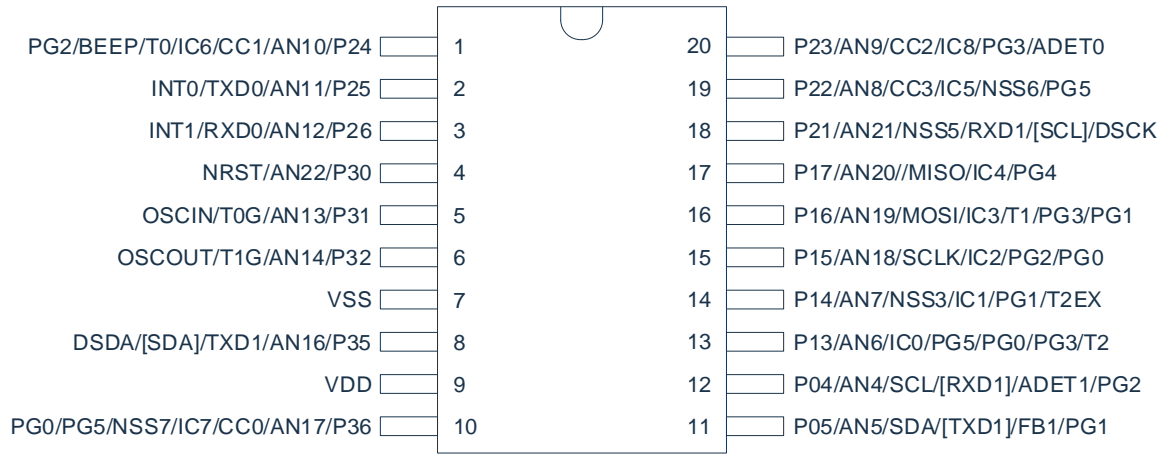 PG2/BEEP/T0/IC6/CC1/AN10/P24 1 20 P23/AN9/CC2/IC8/PG3/ADET0
INT0/TXD0/AN11/P25 2 19 P22/AN8/CC3/IC5/NSS6/PG5
INT1/RXD0/AN12/P26 3 18 P21/AN21/NSS5/RXD1/[SCL]/DSCK
NRST/AN22/P30 4 17 P17/AN20//MISO/IC4/PG4
OSCIN/T0G/AN13/P31 5 16 P16/AN19/MOSI/IC3/T1/PG3/PG1
OSCOUT/T1G/AN14/P32 6 15 P15/AN18/SCLK/IC2/PG2/PG0
VSS 7 14 P14/AN7/NSS3/IC1/PG1/T2EX
DSDA/[SDA]/TXD1/AN16/P35 8 13 P13/AN6/IC0/PG5/PG0/PG3/T2
VDD 9 12 P04/AN4/SCL/[RXD1]/ADET1/PG2
PG0/PG5/NSS7/IC7/CC0/AN17/P36 10 11 P05/AN5/SDA/[TXD1]/FB1/PG1